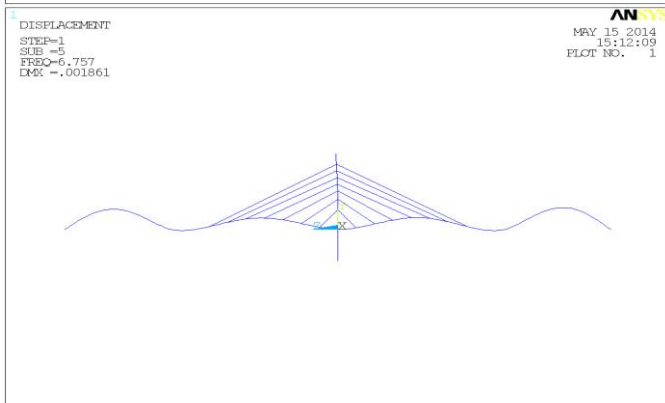 1
DISPLACEMENT
STEP=1
SUB =5
FREQ=6.757
DMX =.001861
ANSYS
MAY 15 2014
15:12:09
PLOT NO. 1
Z X